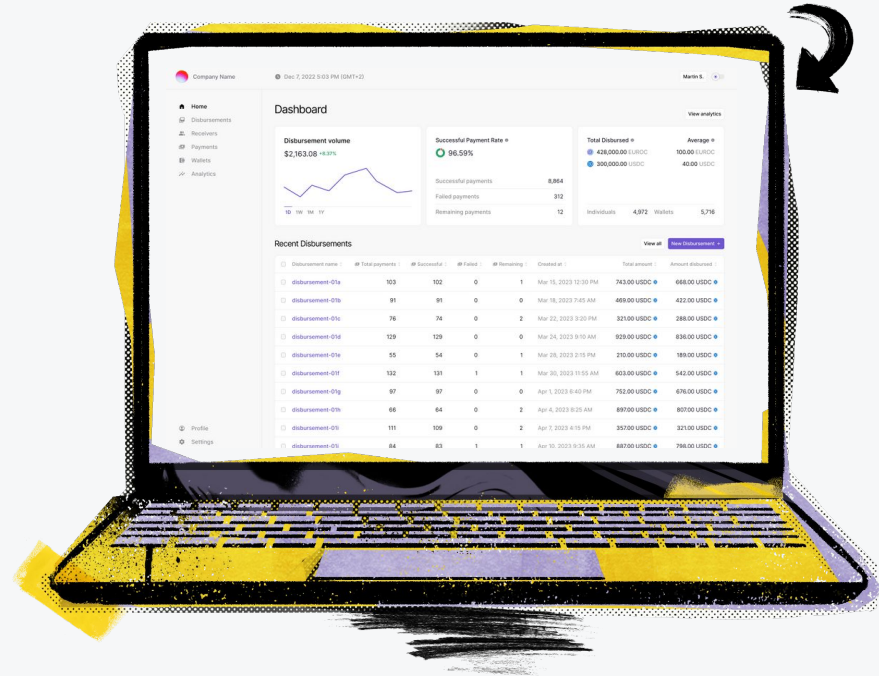 Company Name
Dec 7, 2022 5:03 PM (GMT+2)
Martin S.
Home
Disbursements
Receivers
Payments
Wallets
Analytics
Profile
Settings
Dashboard
View analytics
Disbursement volume
$2,163.08 +8.37%
1D 1W 1M 1Y
Successful Payment Rate
96.59%
Successful payments 8,864
Failed payments 312
Remaining payments 12
Total Disbursed Average
426,000.00 EUROC 100.00 EUROC
300,000.00 USDC 40.00 USDC
Individuals 4,972 Wallets 5,716
Recent Disbursements
View all New Disbursement +
Disbursement name Total payments Successful Failed Remaining Created at Total amount Amount disbursed
disbursement-01a 103 102 0 1 Mar 15, 2023 12:30 PM 743.00 USDC 668.00 USDC
disbursement-01b 91 91 0 0 Mar 18, 2023 7:45 AM 469.00 USDC 422.00 USDC
disbursement-01c 76 74 0 2 Mar 22, 2023 3:20 PM 321.00 USDC 288.00 USDC
disbursement-01d 129 129 0 0 Mar 24, 2023 9:10 AM 929.00 USDC 836.00 USDC
disbursement-01e 55 54 0 1 Mar 28, 2023 2:15 PM 210.00 USDC 189.00 USDC
disbursement-01f 132 131 1 1 Mar 30, 2023 11:55 AM 603.00 USDC 542.00 USDC
disbursement-01g 97 97 0 0 Apr 1, 2023 6:40 PM 752.00 USDC 676.00 USDC
disbursement-01h 66 64 0 2 Apr 4, 2023 8:25 AM 897.00 USDC 807.00 USDC
disbursement-01i 111 109 0 2 Apr 7, 2023 4:15 PM 357.00 USDC 321.00 USDC
disbursement-01j 84 83 1 1 Apr 10, 2023 9:35 AM 887.00 USDC 798.00 USDC